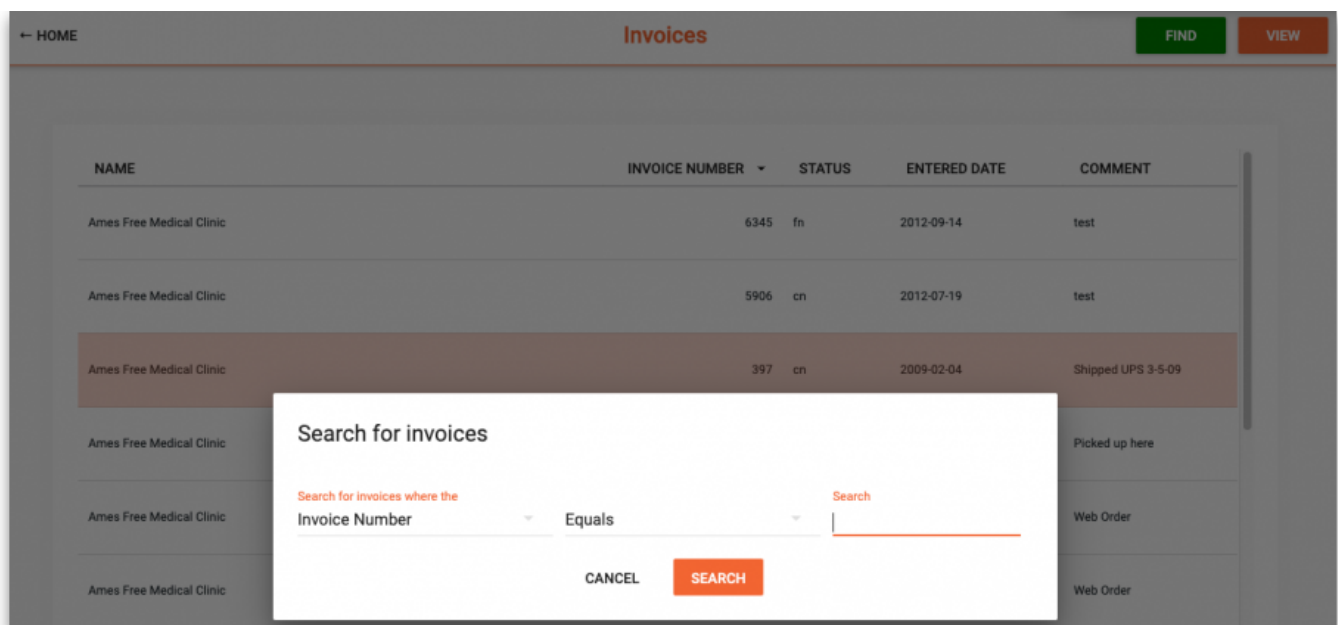 ← HOME Invoices FIND VIEW
NAME INVOICE NUMBER STATUS ENTERED DATE COMMENT
Ames Free Medical Clinic 6345 fn 2012-09-14 test
Ames Free Medical Clinic 5906 cn 2012-07-19 test
Ames Free Medical Clinic 397 cn 2009-02-04 Shipped UPS 3-5-09
Ames Free Medical Clinic Picked up here
Ames Free Medical Clinic Web Order
Ames Free Medical Clinic Web Order
Search for invoices
Search for invoices where the Search
Invoice Number Equals
CANCEL SEARCH